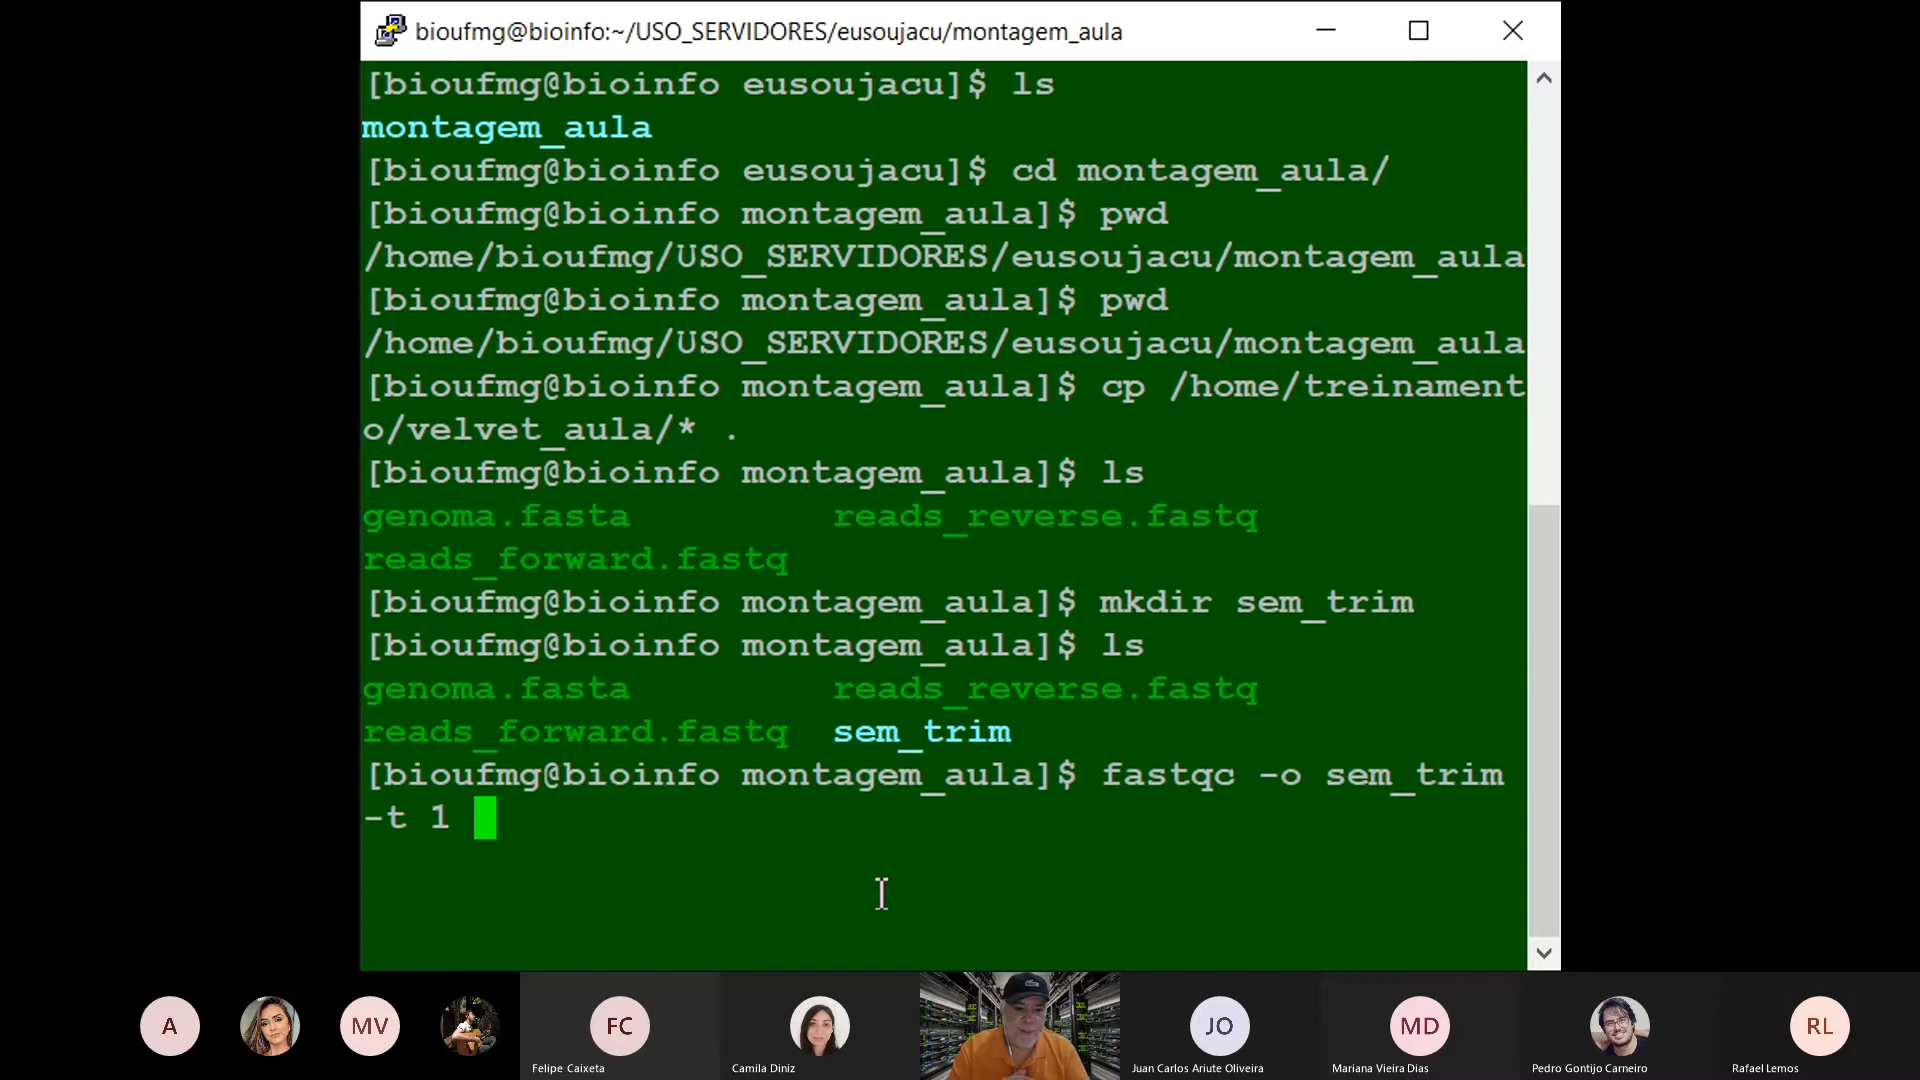 bioufmg@bioinfo:~/USO_SERVIDORES/eusoujacu/montagem_aula
[bioufmg@bioinfo eusoujacu]$ ls
montagem_aula
[bioufmg@bioinfo eusoujacu]$ cd montagem_aula/
[bioufmg@bioinfo montagem_aula]$ pwd
/home/bioufmg/USO_SERVIDORES/eusoujacu/montagem_aula
[bioufmg@bioinfo montagem_aula]$ pwd
/home/bioufmg/USO_SERVIDORES/eusoujacu/montagem_aula
[bioufmg@bioinfo montagem_aula]$ cp /home/treinament
o/velvet_aula/* .
[bioufmg@bioinfo montagem_aula]$ ls
genoma.fasta reads_reverse.fastq
reads_forward.fastq
[bioufmg@bioinfo montagem_aula]$ mkdir sem_trim
[bioufmg@bioinfo montagem_aula]$ ls
genoma.fasta reads_reverse.fastq
reads_forward.fastq sem_trim
[bioufmg@bioinfo montagem_aula]$ fastqc -o sem_trim
-t 1
A MV FC JO MD RL
Felipe Caixeta Camila Diniz Juan Carlos Ariute Oliveira Mariana Vieira Dias Pedro Gontijo Carneiro Rafael Lemos